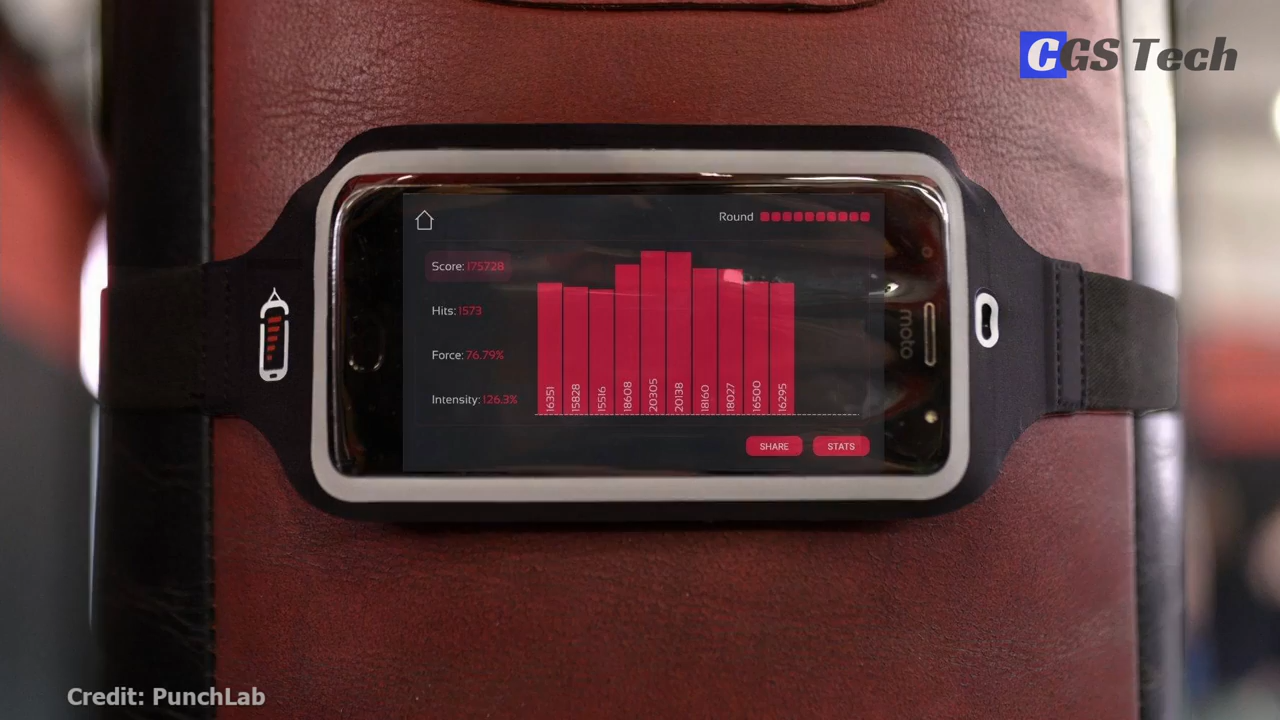 CGS Tech
Round
Score: 175728
Hits: 1573
Force: 76.79%
Intensity: 126.3%
16351
15828
15516
18608
20305
20138
18160
18027
16500
16295
SHARE
STATS
moto
Credit: PunchLab